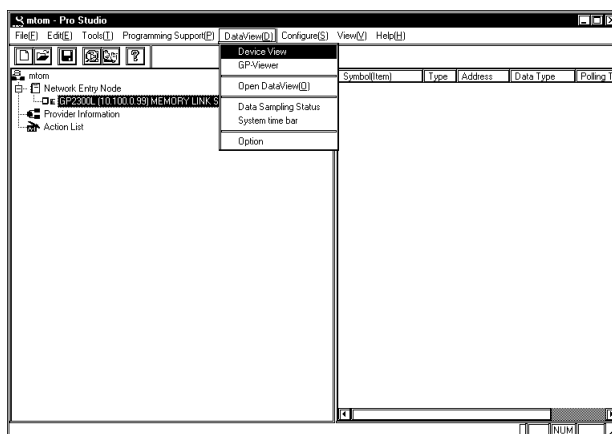 mtom - Pro Studio
File(F) Edit(E) Tools(T) Programming Support(P) DataView(D) Configure(S) View(V) Help(H)
Device View
GP-Viewer
Open DataView(O)
Data Sampling Status
System time bar
Option
mtom
Network Entry Node
GP2300L (10.100.0.99) MEMORY LINK S
Provider Information
Action List
Symbol(Item) Type Address Data Type Polling T
NUM